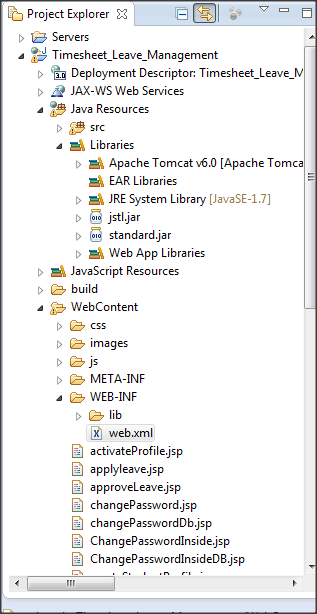 Project Explorer
Servers
Timesheet_Leave_Management
3.0 Deployment Descriptor: Timesheet_Leave_M
JAX-WS Web Services
Java Resources
src
Libraries
Apache Tomcat v6.0 [Apache Tomca
EAR Libraries
JRE System Library [JavaSE-1.7]
jstl.jar
standard.jar
Web App Libraries
JavaScript Resources
build
WebContent
css
images
js
META-INF
WEB-INF
lib
X web.xml
activateProfile.jsp
applyleave.jsp
approveLeave.jsp
changePassword.jsp
changePasswordDb.jsp
ChangePasswordInside.jsp
ChangePasswordInsideDB.jsp